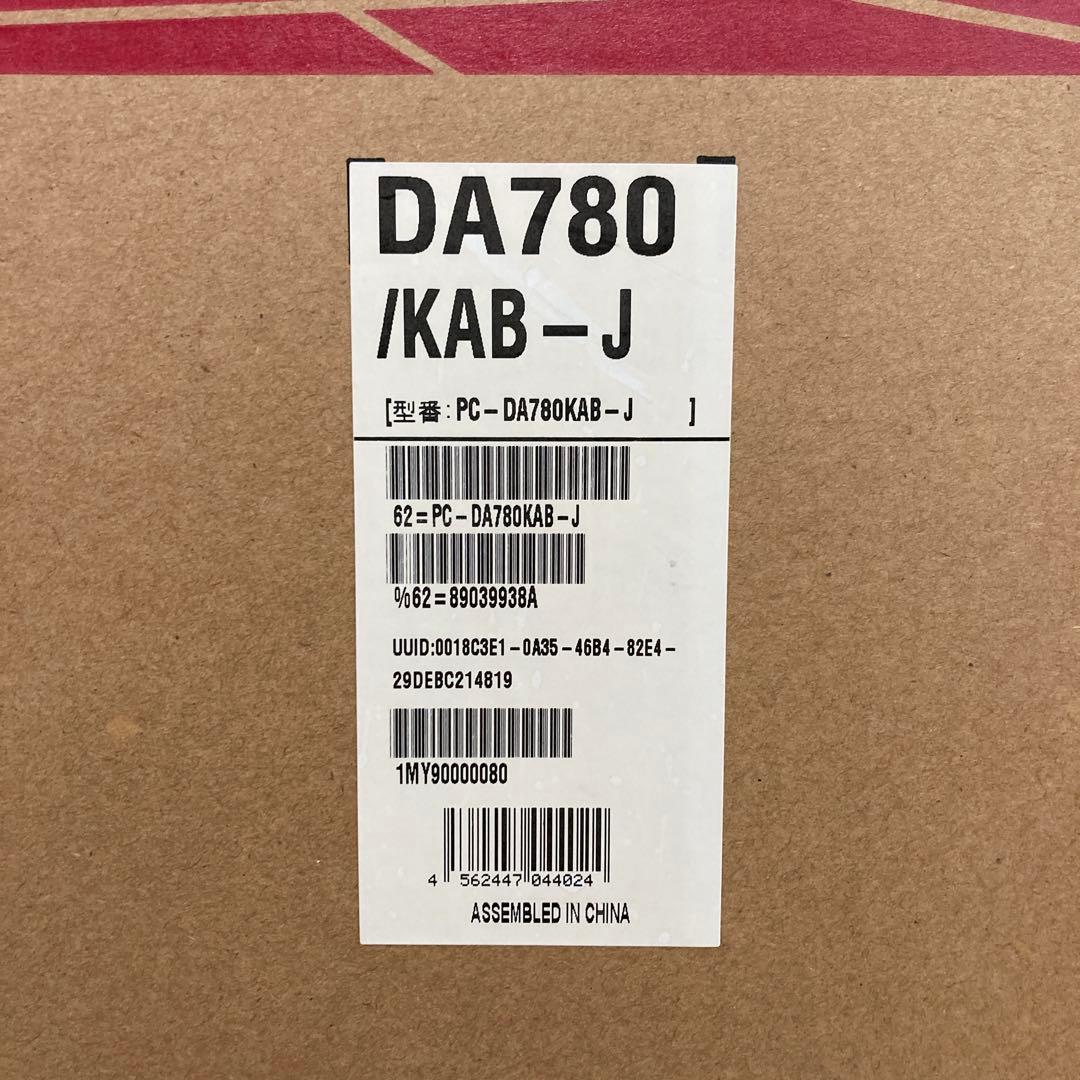 DA780
/KAB-J
[型番:PC-DA780KAB-J ]
62=PC-DA780KAB-J
%62=89039938A
UUID:0018C3E1-0A35-46B4-82E4-
29DEBC214819
1MY90000080
4 562447 044024
ASSEMBLED IN CHINA